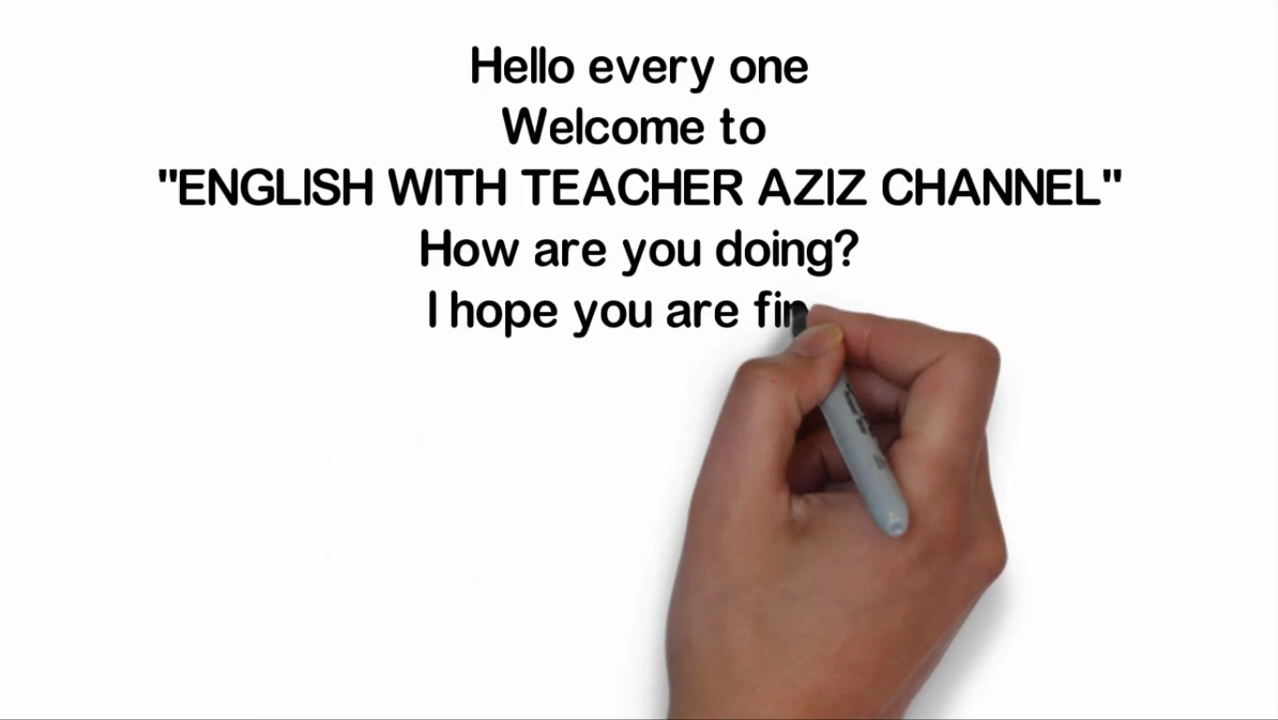 Hello every one
Welcome to
"ENGLISH WITH TEACHER AZIZ CHANNEL"
How are you doing?
I hope you are fin